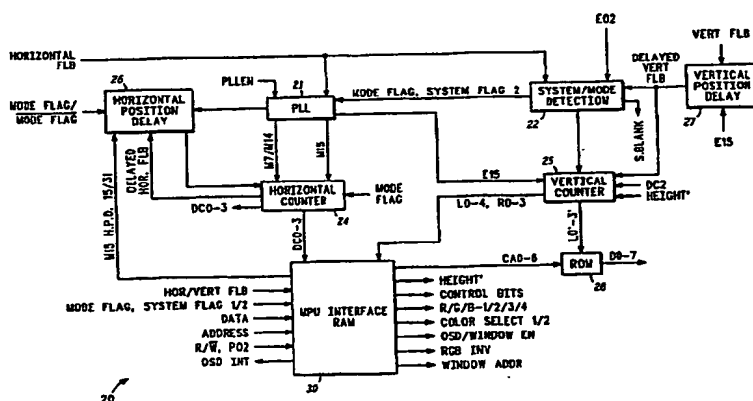 HORIZONTAL
FLB
E02
VERT FLB
DELAYED
VERT
FLB
PLLEN
26
HORIZONTAL
POSITION
DELAY
MODE FLAG/
MODE FLAG
21
PLL
MODE FLAG, SYSTEM FLAG 2
SYSTEM/MODE
DETECTION
22
S.BLANK
VERTICAL
POSITION
DELAY
27
E15
M7/M14
M15
E15
DELAYED
HOR. FLB
M15 H.P.D. 15/31
HORIZONTAL
COUNTER
24
MODE
FLAG
DC0-3
DC0-3
L0-4, R0-3
25
VERTICAL
COUNTER
DC2
HEIGHT'
L0'-3'
CA0-6
ROW
28
D0-7
HOR/VERT FLB
MODE FLAG, SYSTEM FLAG 1/2
DATA
ADDRESS
R/W, P02
OSD INT
MPU INTERFACE
RAM
30
HEIGHT'
CONTROL BITS
R/G/B-1/2/3/4
COLOR SELECT 1/2
OSD/WINDOW EN
RGB INV
WINDOW ADDR
20